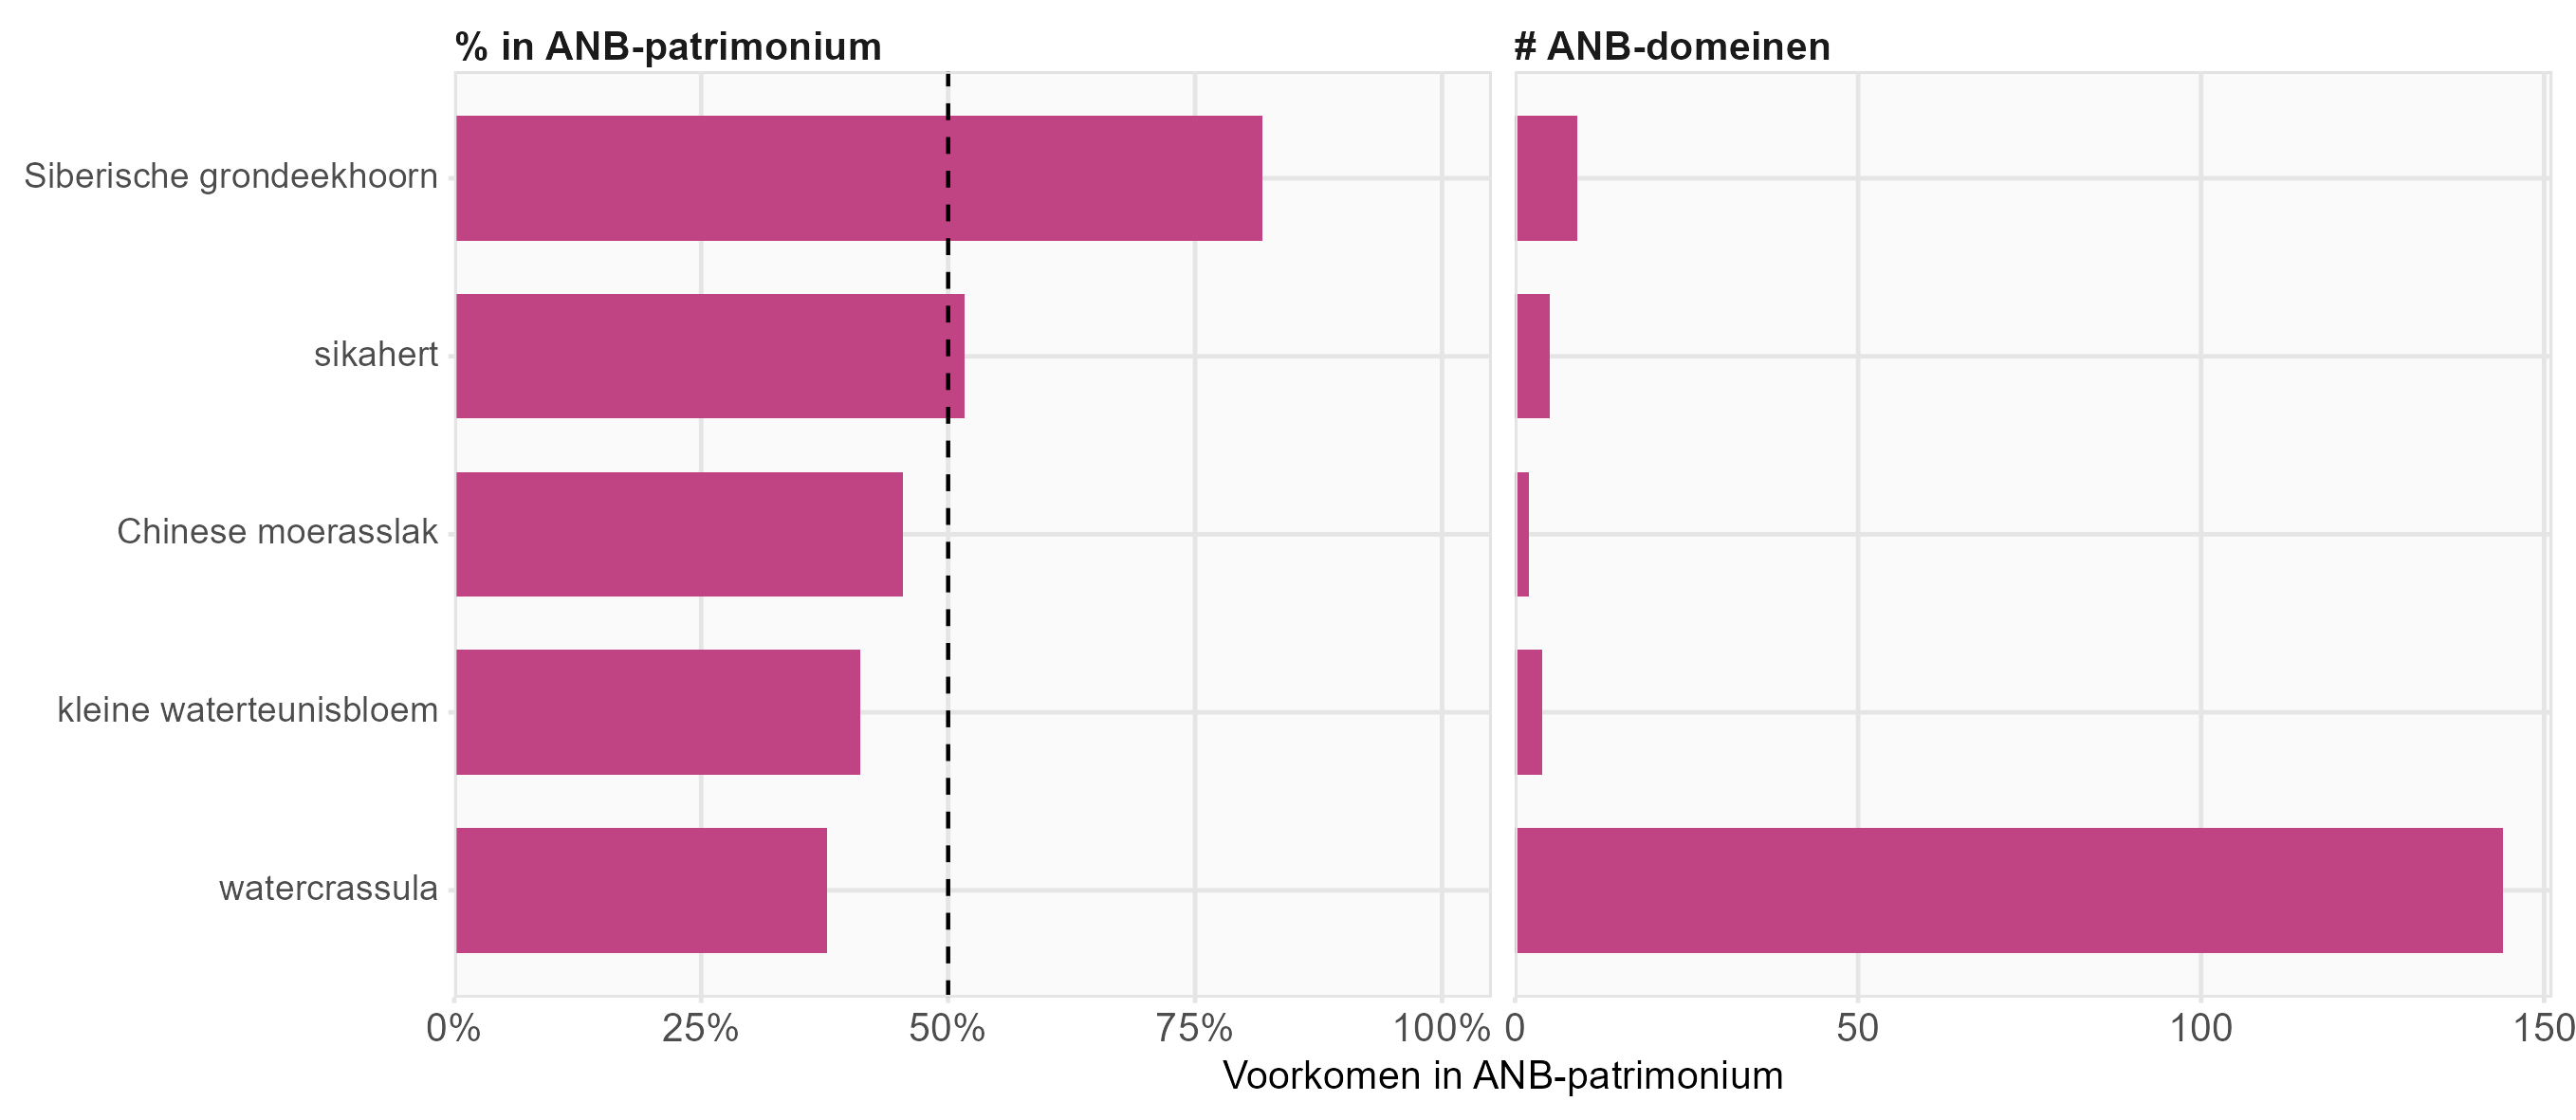 % in ANB-patrimonium
# ANB-domeinen
Siberische grondeekhoorn
sikahert
Chinese moerasslak
kleine waterteunisbloem
watercrassula
0% 25% 50% 75% 100% 0 50 100 150
Voorkomen in ANB-patrimonium